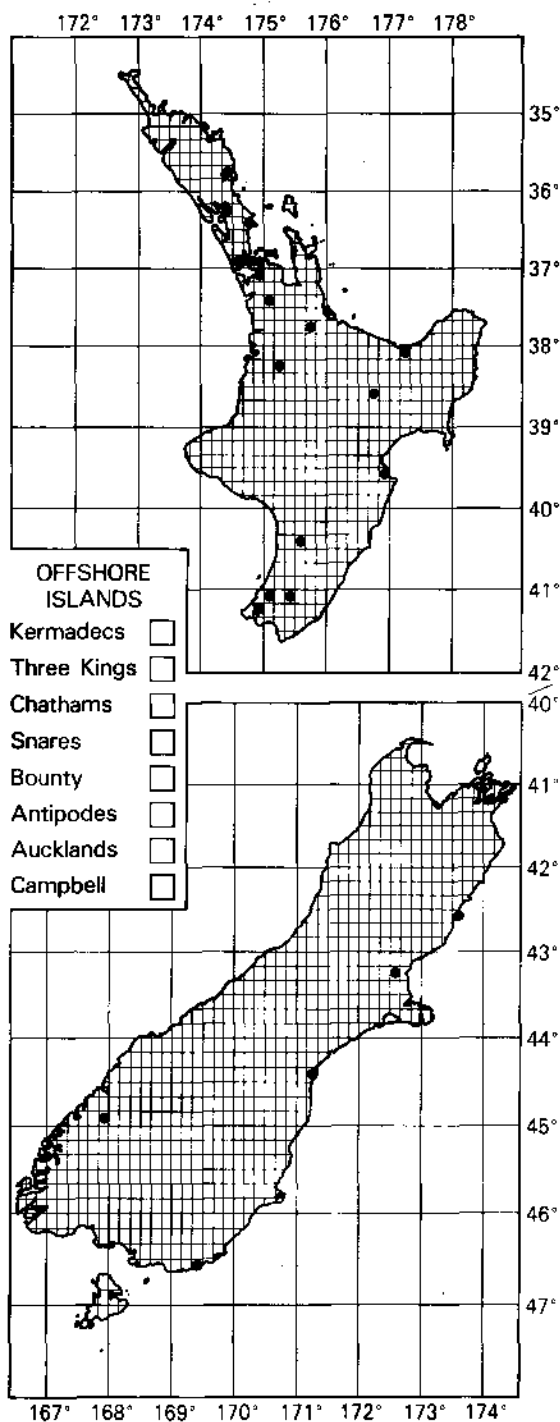 172° 173° 174° 175° 176° 177° 178°
35°
36°
37°
38°
39°
40°
41°
42°
OFFSHORE
ISLANDS
Kermadecs
Three Kings
Chathams
Snares
Bounty
Antipodes
Aucklands
Campbell
40°
41°
42°
43°
44°
45°
46°
47°
167° 168° 169° 170° 171° 172° 173° 174°